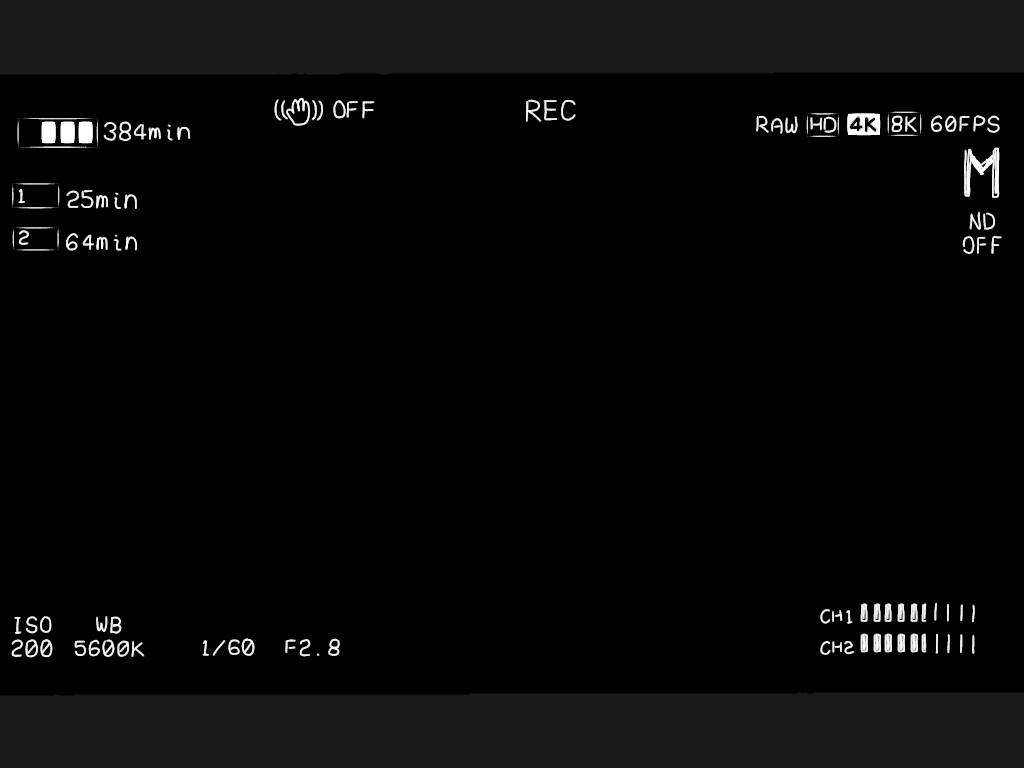 ((🖐)) OFF
REC
384min
RAW HD 4K 8K 60FPS
M
1 25min
ND
OFF
2 64min
ISO WB
200 5600K 1/60 F2.8
CH1
CH2